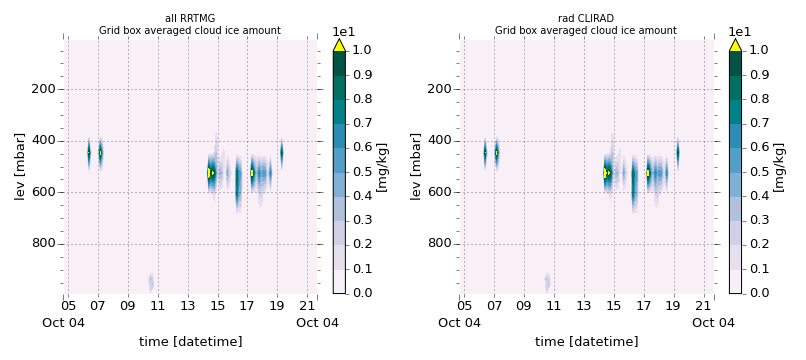 all RRTMG
Grid box averaged cloud ice amount
1e1
1.0
0.9
0.8
0.7
0.6
0.5
0.4
0.3
0.2
0.1
0.0
[mg/kg]
lev [mbar]
200
400
600
800
05 07 09 11 13 15 17 19 21
Oct 04 Oct 04
time [datetime]
rad CLIRAD
Grid box averaged cloud ice amount
1e1
1.0
0.9
0.8
0.7
0.6
0.5
0.4
0.3
0.2
0.1
0.0
[mg/kg]
lev [mbar]
200
400
600
800
05 07 09 11 13 15 17 19 21
Oct 04 Oct 04
time [datetime]